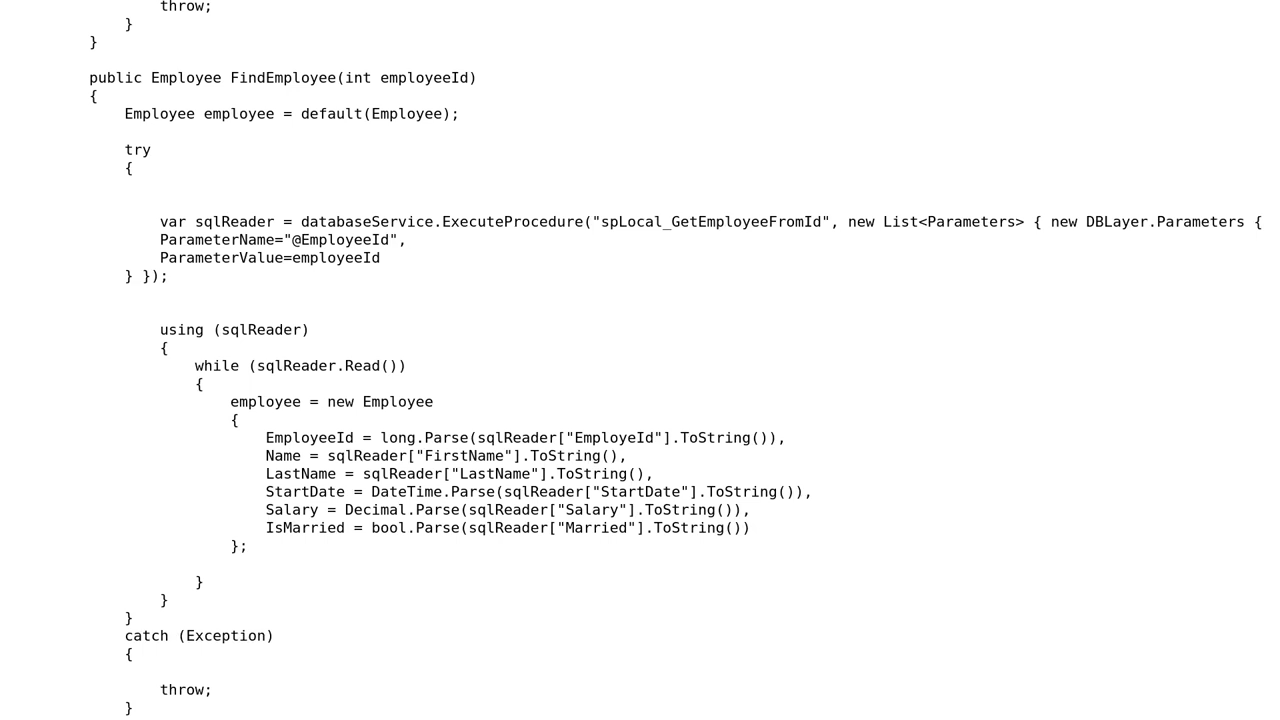 throw;
}
}
public Employee FindEmployee(int employeeId)
{
Employee employee = default(Employee);
try
{
var sqlReader = databaseService.ExecuteProcedure("spLocal_GetEmployeeFromId", new List<Parameters> { new DBLayer.Parameters {
ParameterName="@EmployeeId",
ParameterValue=employeeId
} });
using (sqlReader)
{
while (sqlReader.Read())
{
employee = new Employee
{
EmployeeId = long.Parse(sqlReader["EmployeId"].ToString()),
Name = sqlReader["FirstName"].ToString(),
LastName = sqlReader["LastName"].ToString(),
StartDate = DateTime.Parse(sqlReader["StartDate"].ToString()),
Salary = Decimal.Parse(sqlReader["Salary"].ToString()),
IsMarried = bool.Parse(sqlReader["Married"].ToString())
};
}
}
}
catch (Exception)
{
throw;
}